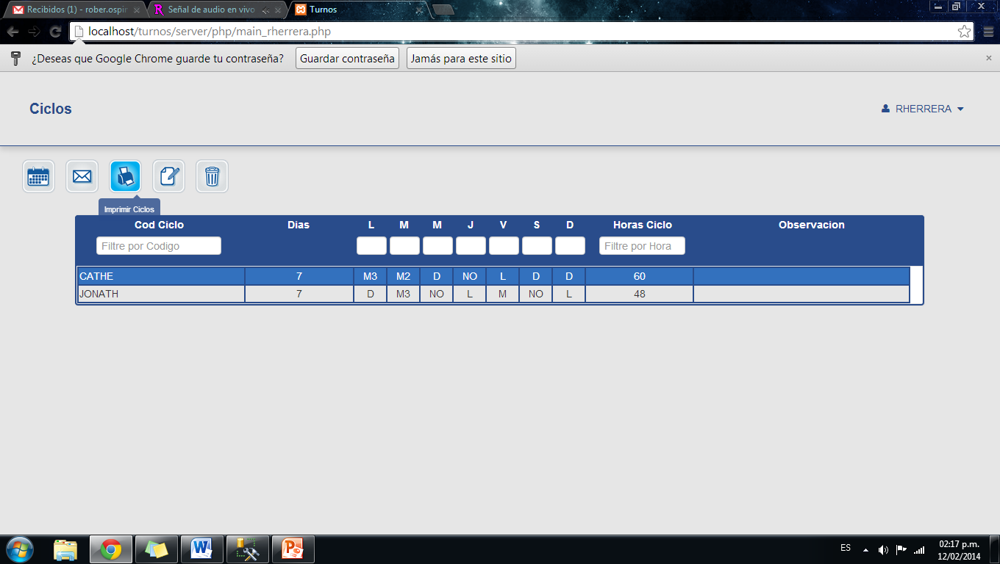 Recibidos (1) - rober.ospir
Señal de audio en vivo
Turnos
localhost/turnos/server/php/main_rherrera.php
¿Deseas que Google Chrome guarde tu contraseña? Guardar contraseña Jamás para este sitio
Ciclos
RHERRERA
Imprimir Ciclos
Cod Ciclo Dias L M M J V S D Horas Ciclo Observacion
Filtre por Codigo Filtre por Hora
CATHE 7 M3 M2 D NO L D D 60
JONATH 7 D M3 NO L M NO L 48
ES
02:17 p.m.
12/02/2014